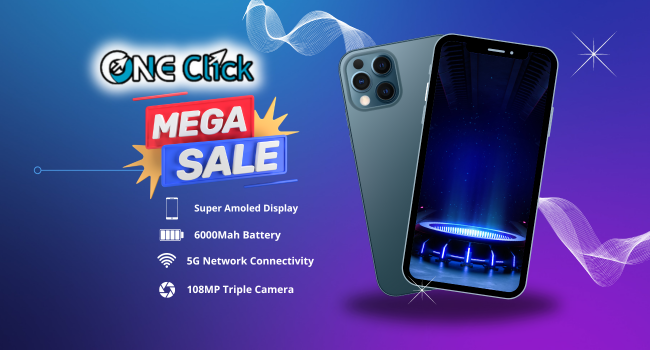 ONE Click
MEGA
SALE
Super Amoled Display
6000Mah Battery
5G Network Connectivity
108MP Triple Camera